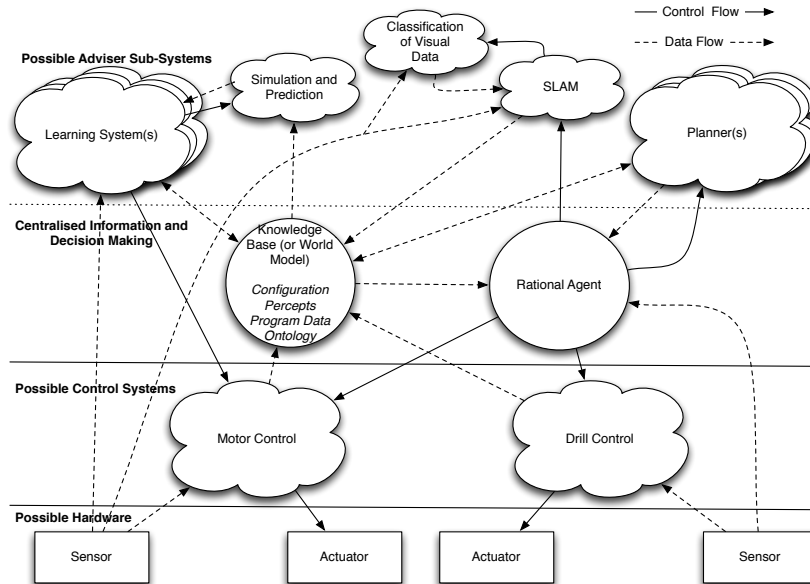 Control Flow
Data Flow
Possible Adviser Sub-Systems
Classification
of Visual
Data
Simulation and
Prediction
SLAM
Learning System(s)
Planner(s)
Centralised Information and
Decision Making
Knowledge
Base (or World
Model)
Configuration
Percepts
Program Data
Ontology
Rational Agent
Possible Control Systems
Motor Control
Drill Control
Possible Hardware
Sensor
Actuator
Actuator
Sensor